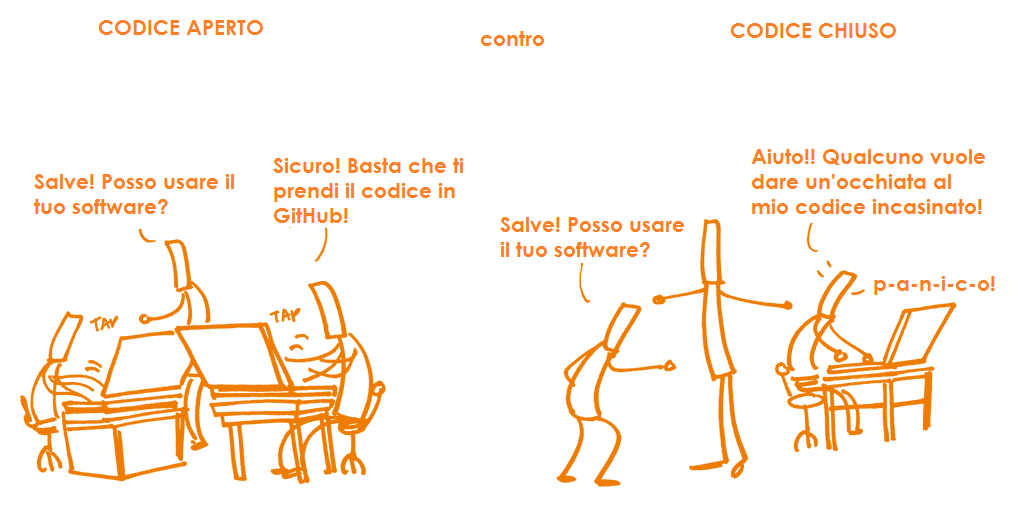 CODICE APERTO
contro
CODICE CHIUSO
Salve! Posso usare il
tuo software?
Sicuro! Basta che ti
prendi il codice in
GitHub!
TAP
TAP
Salve! Posso usare
il tuo software?
Aiuto!! Qualcuno vuole
dare un'occhiata al
mio codice incasinato!
p-a-n-i-c-o!